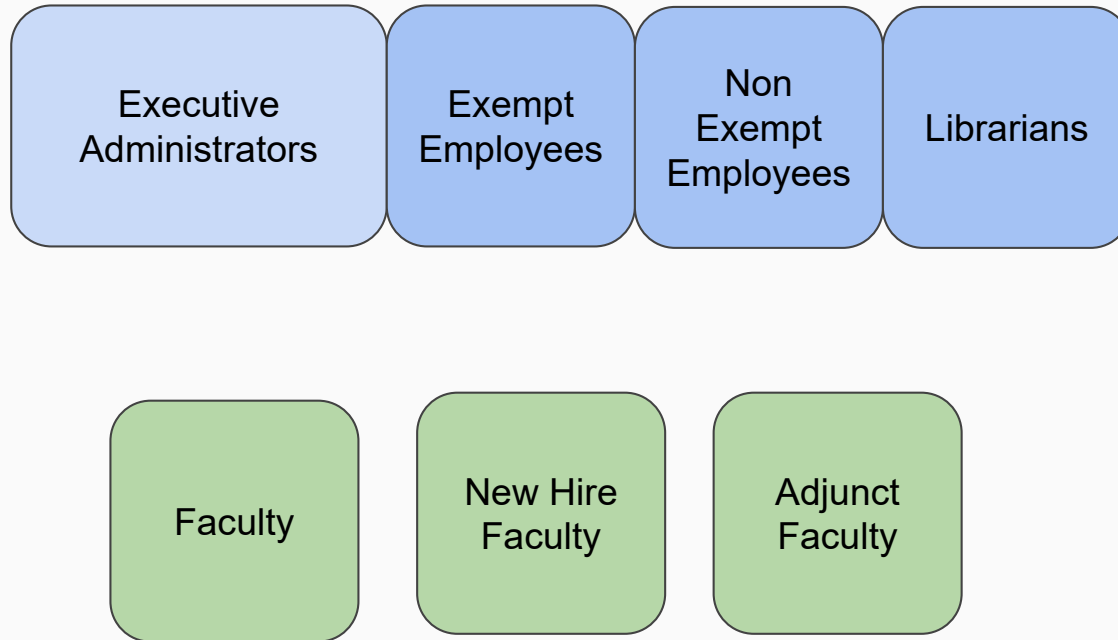 Executive
Administrators
Exempt
Employees
Non
Exempt
Employees
Librarians
Faculty
New Hire
Faculty
Adjunct
Faculty